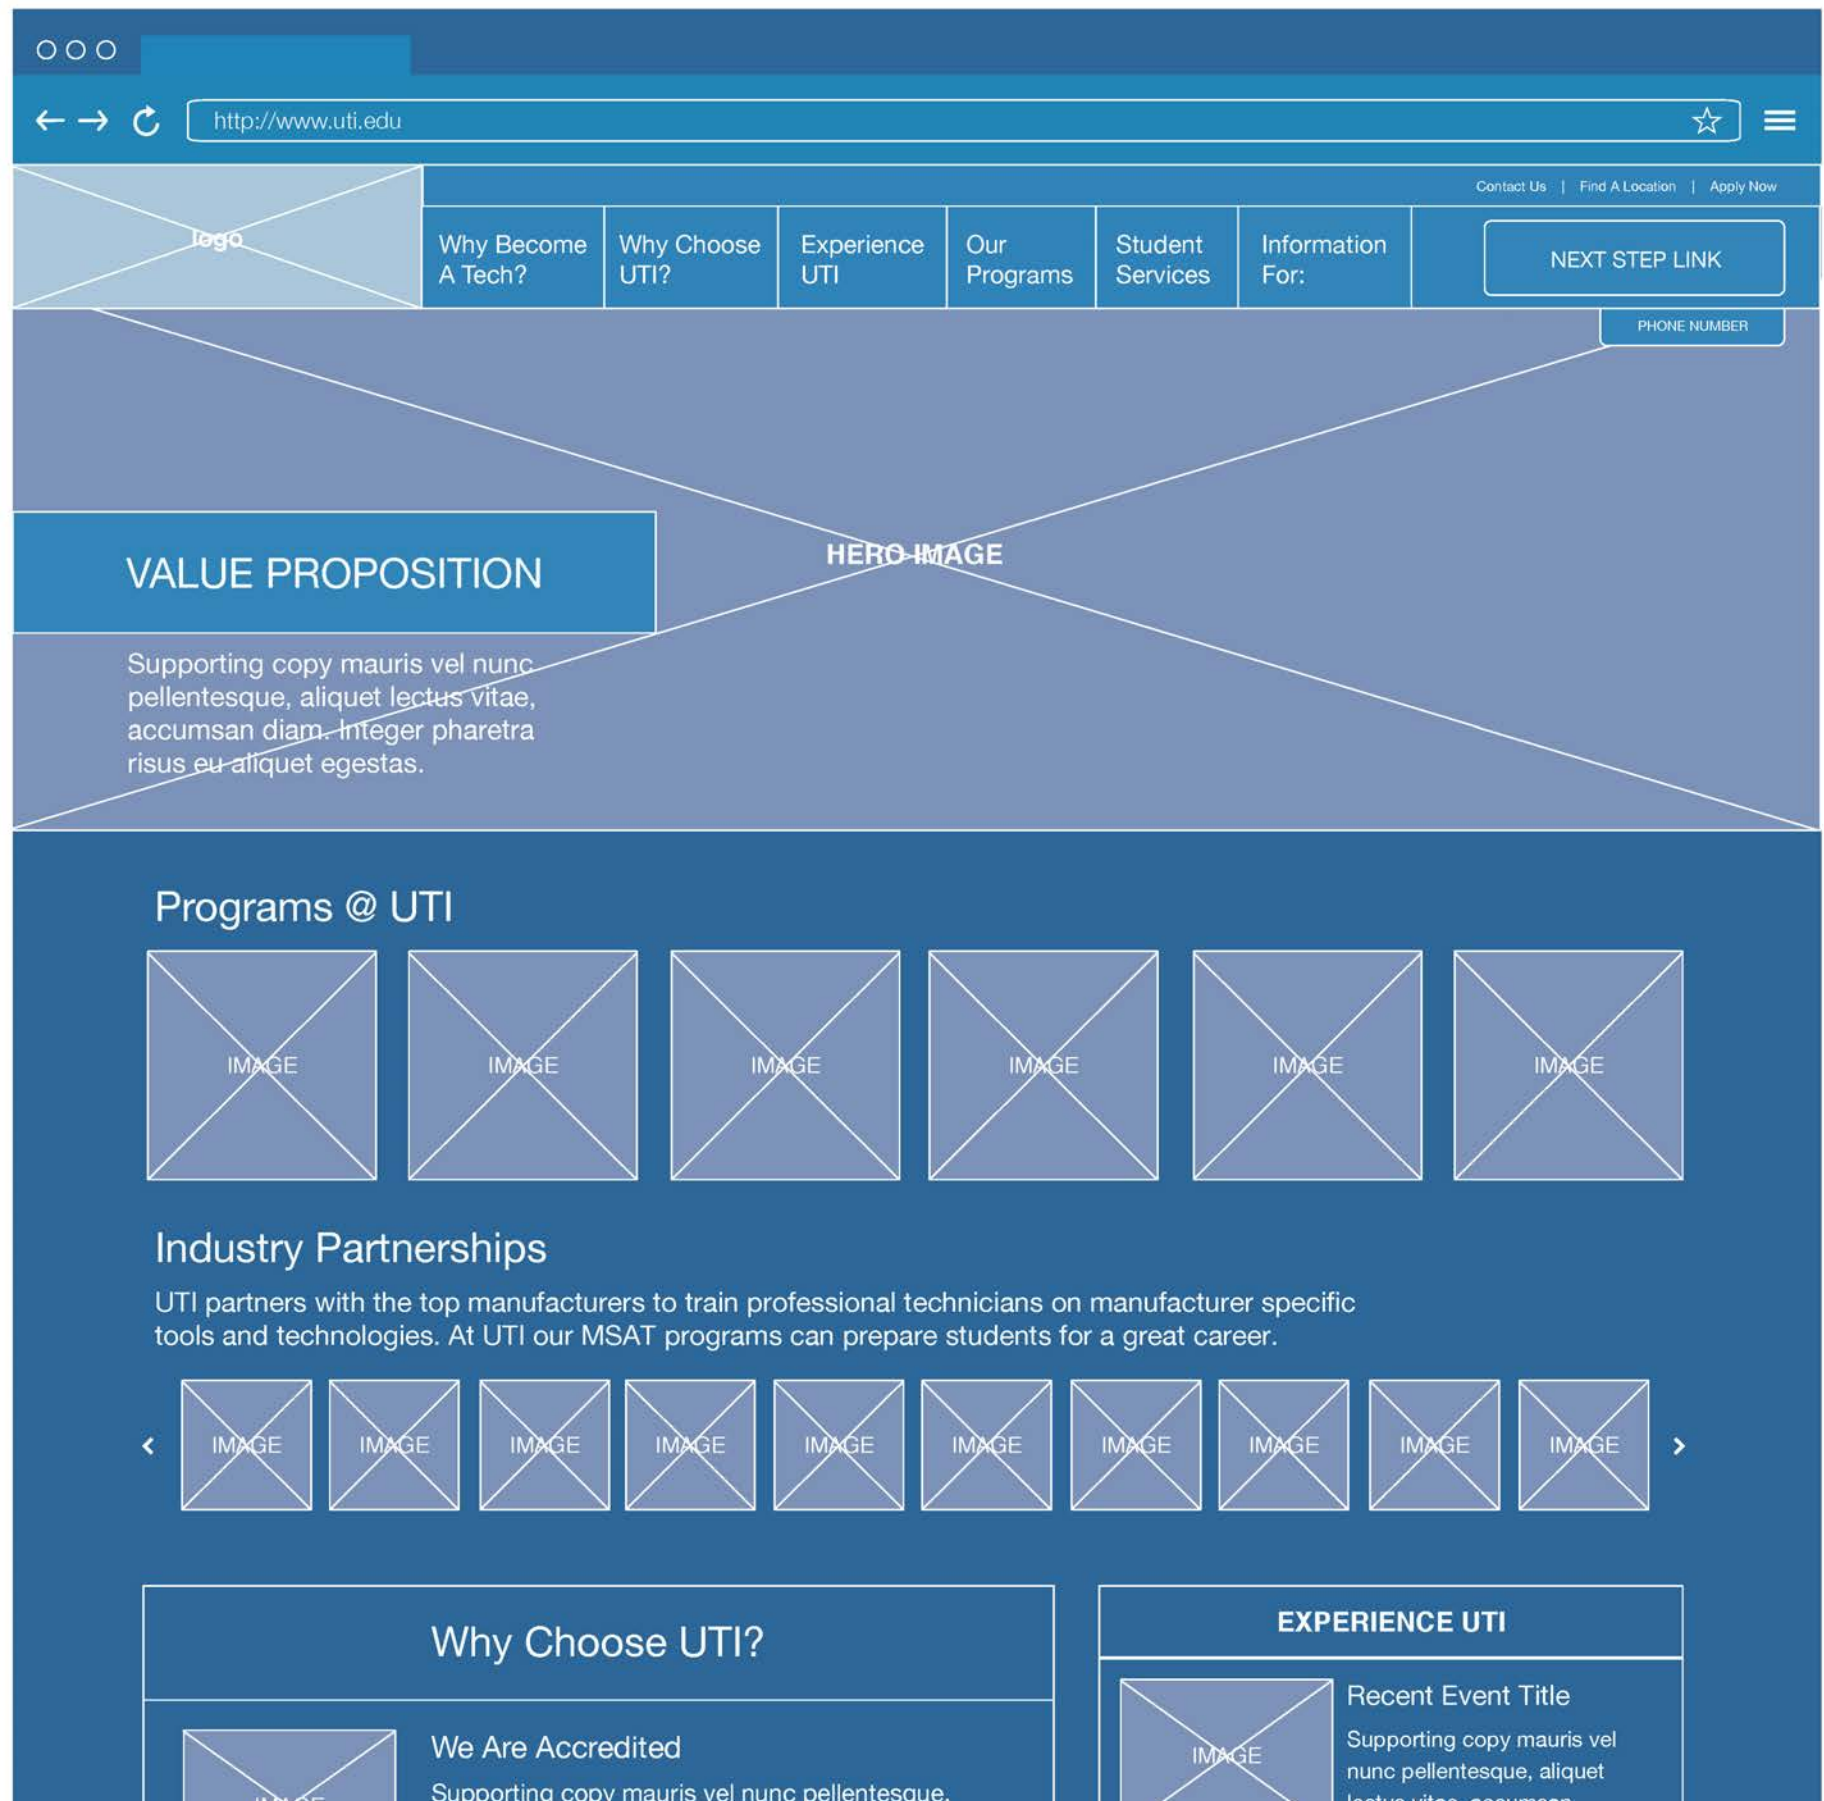 http://www.uti.edu
Contact Us | Find A Location | Apply Now
logo
Why Become
A Tech?
Why Choose
UTI?
Experience
UTI
Our
Programs
Student
Services
Information
For:
NEXT STEP LINK
PHONE NUMBER
HERO IMAGE
VALUE PROPOSITION
Supporting copy mauris vel nunc
pellentesque, aliquet lectus vitae,
accumsan diam. Integer pharetra
risus eu aliquet egestas.
Programs @ UTI
IMAGE IMAGE IMAGE IMAGE IMAGE IMAGE
Industry Partnerships
UTI partners with the top manufacturers to train professional technicians on manufacturer specific
tools and technologies. At UTI our MSAT programs can prepare students for a great career.
IMAGE IMAGE IMAGE IMAGE IMAGE IMAGE IMAGE IMAGE IMAGE IMAGE
Why Choose UTI?
We Are Accredited
Supporting copy mauris vel nunc pellentesque,
IMAGE
EXPERIENCE UTI
IMAGE
Recent Event Title
Supporting copy mauris vel
nunc pellentesque, aliquet
lectus vitae, accumsan